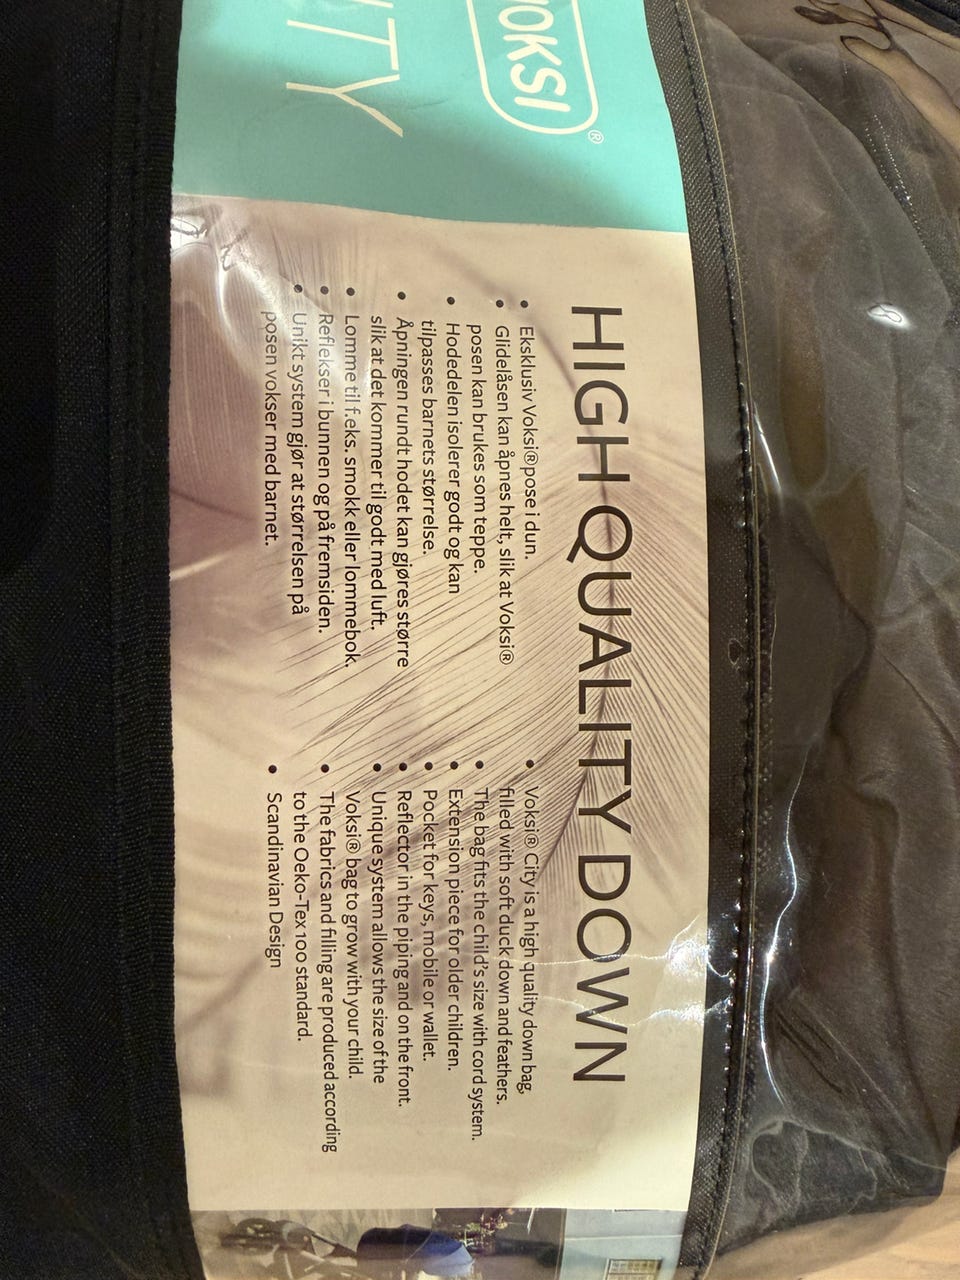 VOKSI®
ITY
HIGH QUALITY DOWN
• Eksklusiv Voksi®pose i dun.
• Glidelåsen kan åpnes helt, slik at Voksi®
posen kan brukes som teppe.
• Hodedelen isolerer godt og kan
tilpasses barnets størrelse.
• Åpningen rundt hodet kan gjøres større
slik at det kommer til godt med luft.
• Lomme til f.eks. smokk eller lommebok.
• Reflekser i bunnen og på fremsiden.
• Unikt system gjør at størrelsen på
posen vokser med barnet.
• Voksi® City is a high quality down bag,
filled with soft duck down and feathers.
• The bag fits the child's size with cord system.
• Extension piece for older children.
• Pocket for keys, mobile or wallet.
• Reflector in the piping and on the front.
• Unique system allows the size of the
Voksi® bag to grow with your child.
• The fabrics and filling are produced according
to the Oeko-Tex 100 standard.
• Scandinavian Design